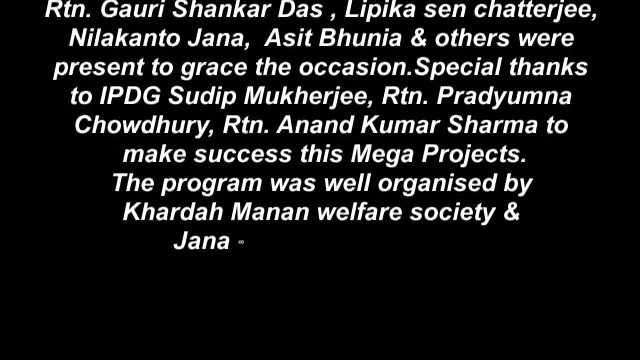 Rtn. Gauri Shankar Das , Lipika sen chatterjee,
Nilakanto Jana, Asit Bhunia & others were
present to grace the occasion.Special thanks
to IPDG Sudip Mukherjee, Rtn. Pradyumna
Chowdhury, Rtn. Anand Kumar Sharma to
make success this Mega Projects.
The program was well organised by
Khardah Manan welfare society &
Jana